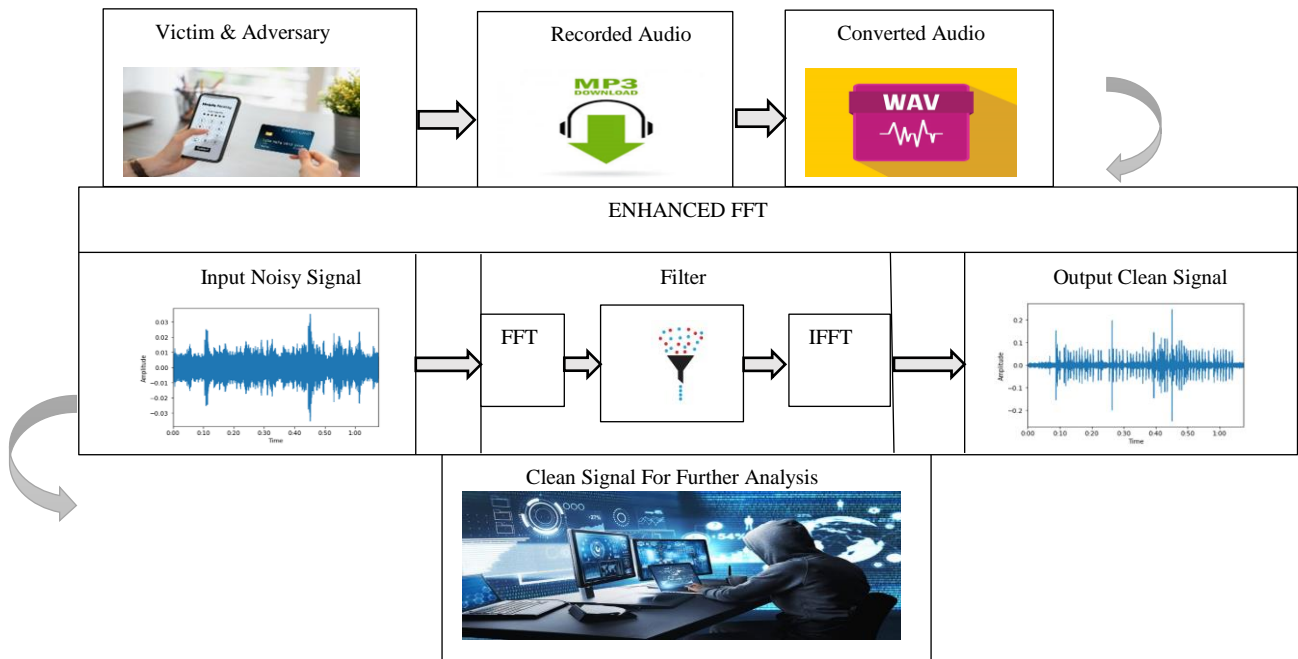 Victim & Adversary
Recorded Audio
Converted Audio
MP3
DOWNLOAD
WAV
ENHANCED FFT
Input Noisy Signal
Filter
Output Clean Signal
FFT
IFFT
Amplitude
0.03
0.02
0.01
0.00
−0.01
−0.02
−0.03
0:00 0:10 0:20 0:30 0:40 0:50 1:00
Time
Amplitude
0.2
0.1
0.0
−0.1
−0.2
0:00 0:10 0:20 0:30 0:40 0:50 1:00
Time
Clean Signal For Further Analysis